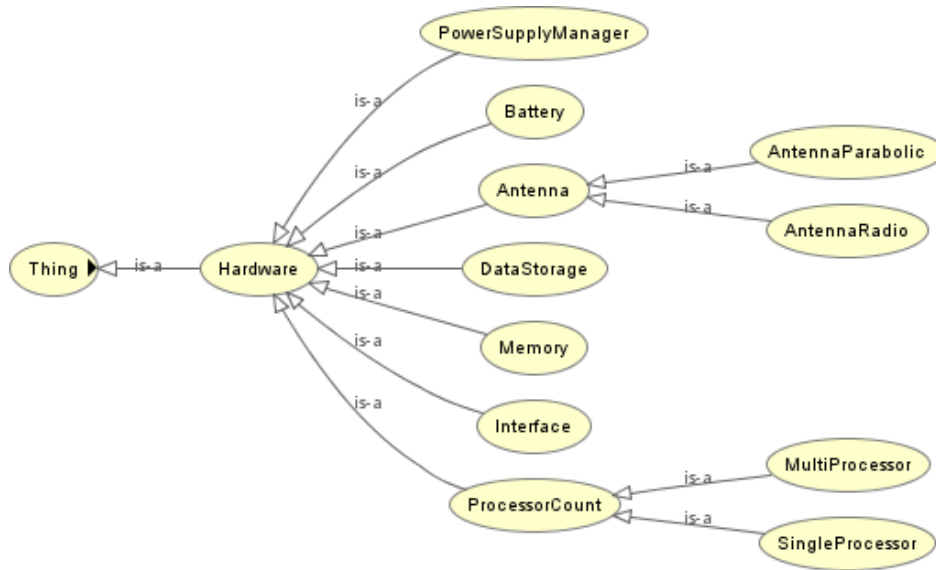 PowerSupplyManager
is-a
Battery
is-a
AntennaParabolic
is-a
Antenna
is-a
is-a
AntennaRadio
Thing
is-a
Hardware
is-a
DataStorage
is-a
Memory
is-a
Interface
is-a
MultiProcessor
is-a
ProcessorCount
is-a
SingleProcessor